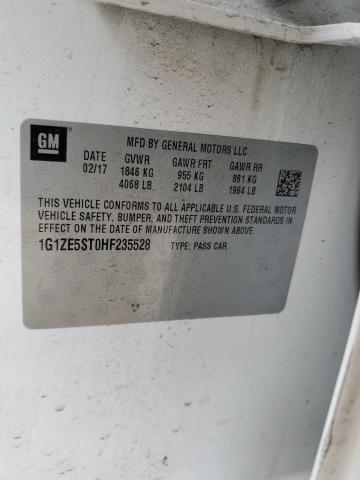 GM
MFD BY GENERAL MOTORS LLC
DATE GVWR GAWR FRT GAWR RR
02/17 1846 KG 955 KG 891 KG
4068 LB 2104 LB 1964 LB
THIS VEHICLE CONFORMS TO ALL APPLICABLE U.S. FEDERAL MOTOR
VEHICLE SAFETY, BUMPER, AND THEFT PREVENTION STANDARDS IN
EFFECT ON THE DATE OF MANUFACTURE SHOWN ABOVE.
1G1ZE5ST0HF235528 TYPE: PASS CAR